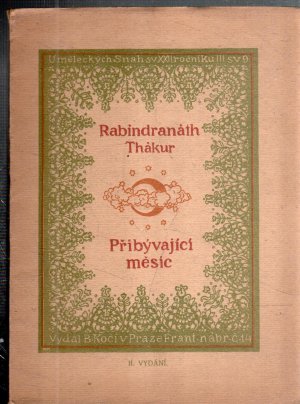 Uměleckých Snah sv. XXI ročníku III sv. 9
Rabindranáth
Thákur
Přibývající
měsíc
Vydal B. Kočí v Praze Frant. nábř. č. 14
II. VYDÁNÍ.